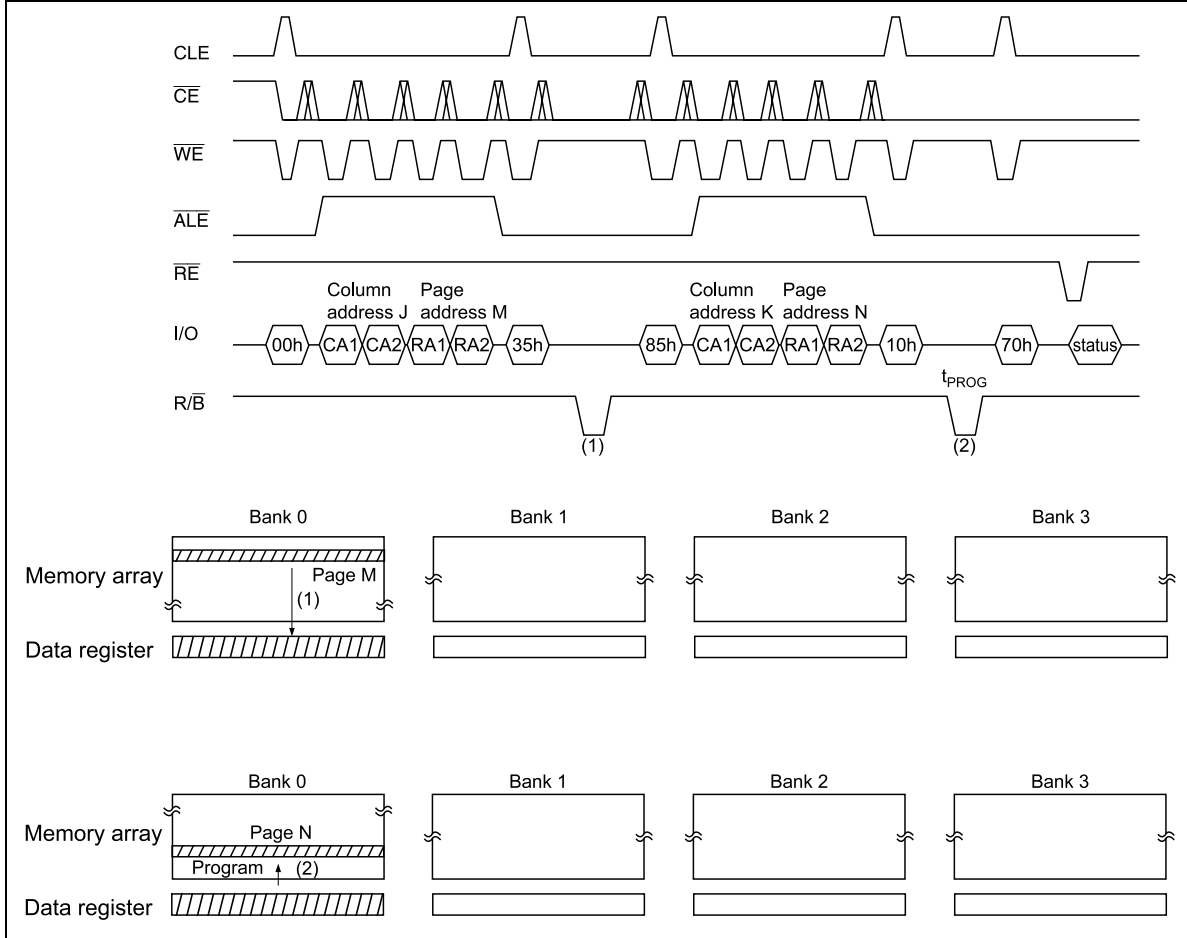 CLE
CE
WE
ALE
RE
Column address J
Page address M
Column address K
Page address N
I/O
00h CA1 CA2 RA1 RA2 35h 85h CA1 CA2 RA1 RA2 10h 70h status
tPROG
R/B
(1) (2)
Bank 0 Bank 1 Bank 2 Bank 3
Memory array
Page M
(1)
Data register
Bank 0 Bank 1 Bank 2 Bank 3
Memory array
Page N
Program (2)
Data register